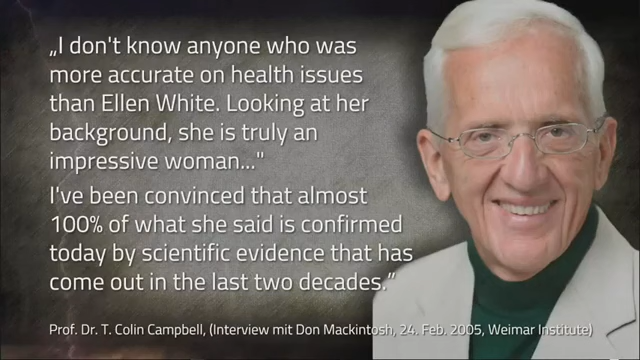 „I don't know anyone who was
more accurate on health issues
than Ellen White. Looking at her
background, she is truly an
impressive woman..."
I've been convinced that almost
100% of what she said is confirmed
today by scientific evidence that has
come out in the last two decades.”
Prof. Dr. T. Colin Campbell, (Interview mit Don Mackintosh, 24. Feb. 2005, Weimar Institute)